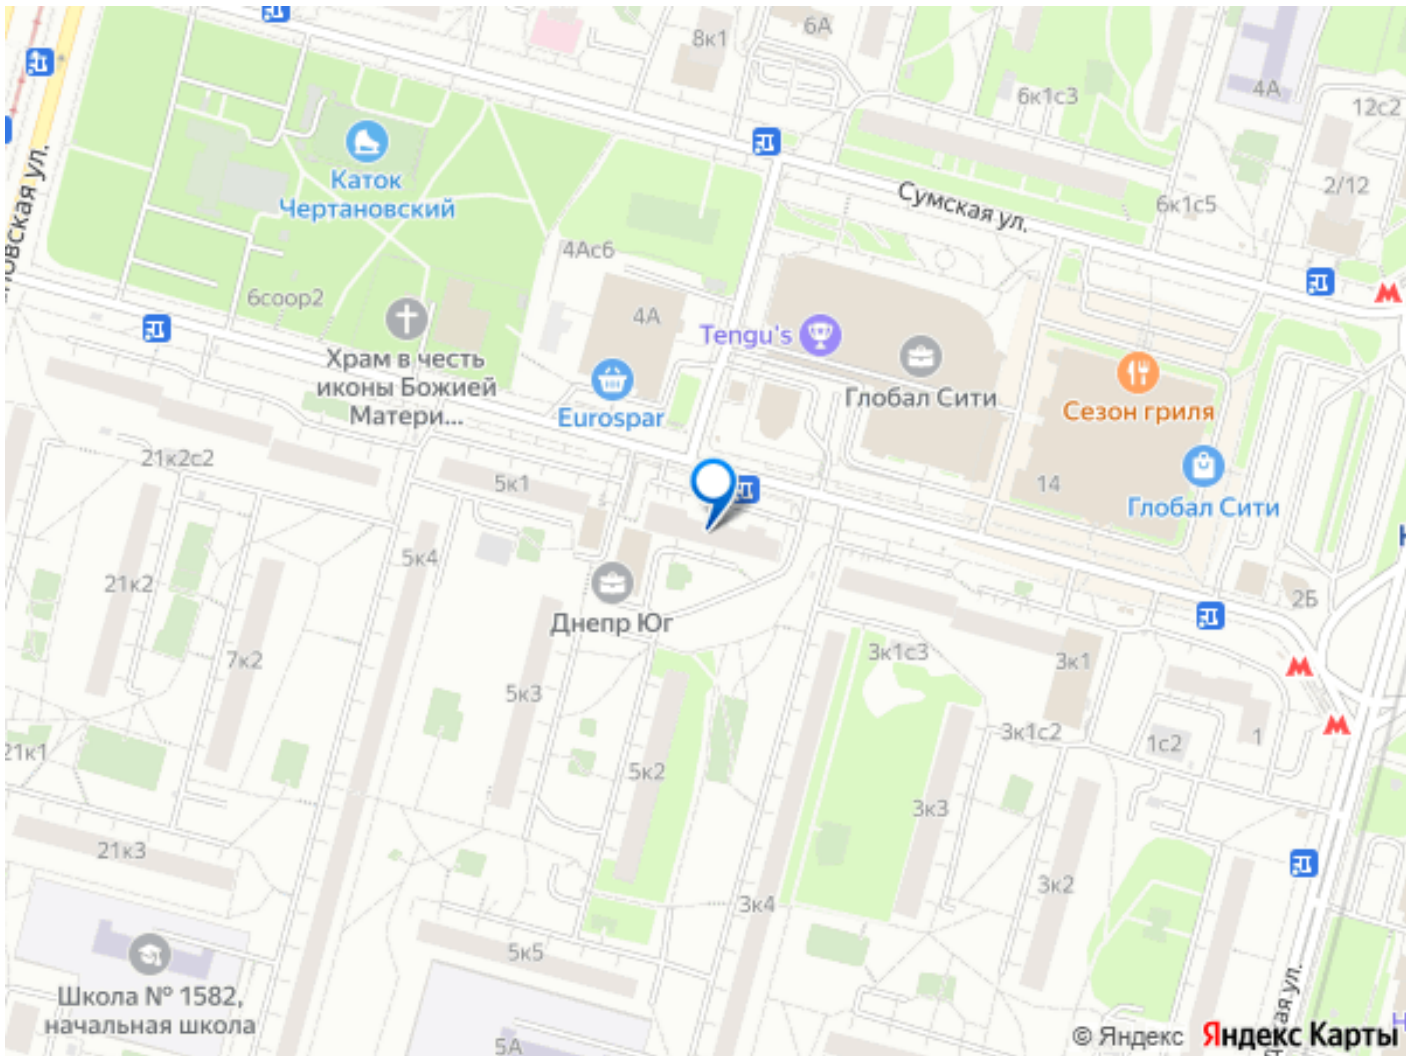 8к1
6А
4А
6к1с3
12с2
Каток
Чертановский
Сумская ул.
6к1с5
2/12
4Ас6
6соор2
4А
Tengu's
Храм в честь
иконы Божией
Матери...
Глобал Сити
Eurospar
Сезон гриля
21к2с2
5к1
14
Глобал Сити
5к4
21к2
2Б
Днепр Юг
7к2
3к1с3
3к1
5к3
3к1с2
1с2
1
21к1
5к2
3к3
21к3
3к2
3к4
5к5
Школа № 1582,
начальная школа
5А
© Яндекс
Яндекс Карты